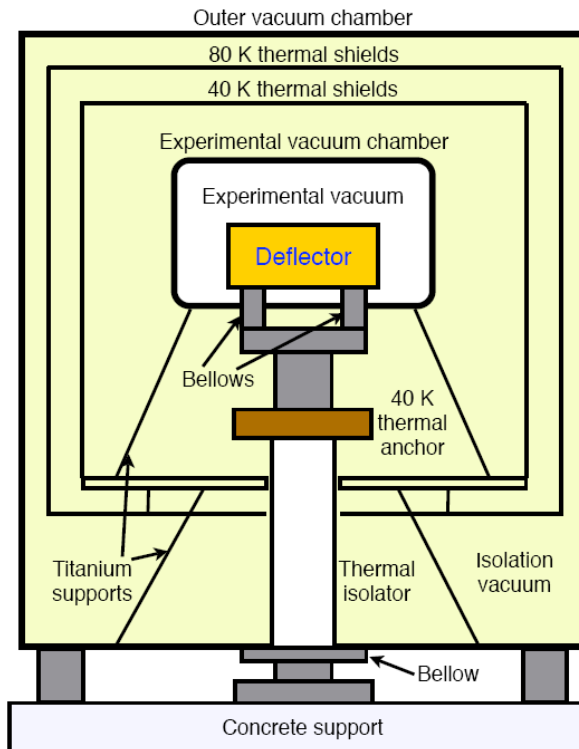 Outer vacuum chamber
80 K thermal shields
40 K thermal shields
Experimental vacuum chamber
Experimental vacuum
Deflector
Bellows
40 K
thermal
anchor
Titanium
supports
Thermal
isolator
Isolation
vacuum
Bellow
Concrete support